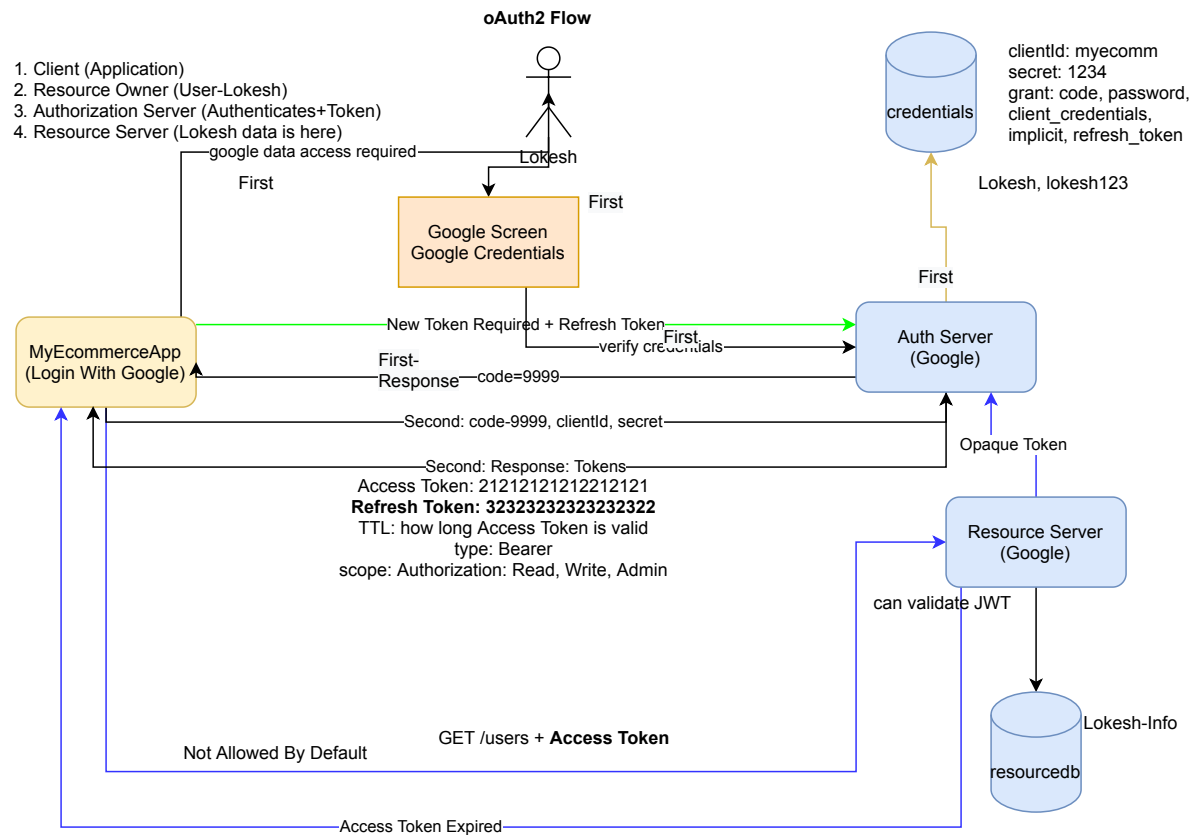 oAuth2 Flow
1. Client (Application)
2. Resource Owner (User-Lokesh)
3. Authorization Server (Authenticates+Token)
4. Resource Server (Lokesh data is here)
google data access required
First
Lokesh
credentials
clientId: myecomm
secret: 1234
grant: code, password,
client_credentials,
implicit, refresh_token
Lokesh, lokesh123
Google Screen
Google Credentials
First
First
MyEcommerceApp
(Login With Google)
New Token Required + Refresh Token
First
verify credentials
Auth Server
(Google)
First-
Response
code=9999
Second: code-9999, clientId, secret
Opaque Token
Second: Response: Tokens
Access Token: 21212121212212121
Refresh Token: 32323232323232322
TTL: how long Access Token is valid
type: Bearer
scope: Authorization: Read, Write, Admin
Resource Server
(Google)
can validate JWT
Lokesh-Info
resourcedb
GET /users + Access Token
Not Allowed By Default
Access Token Expired